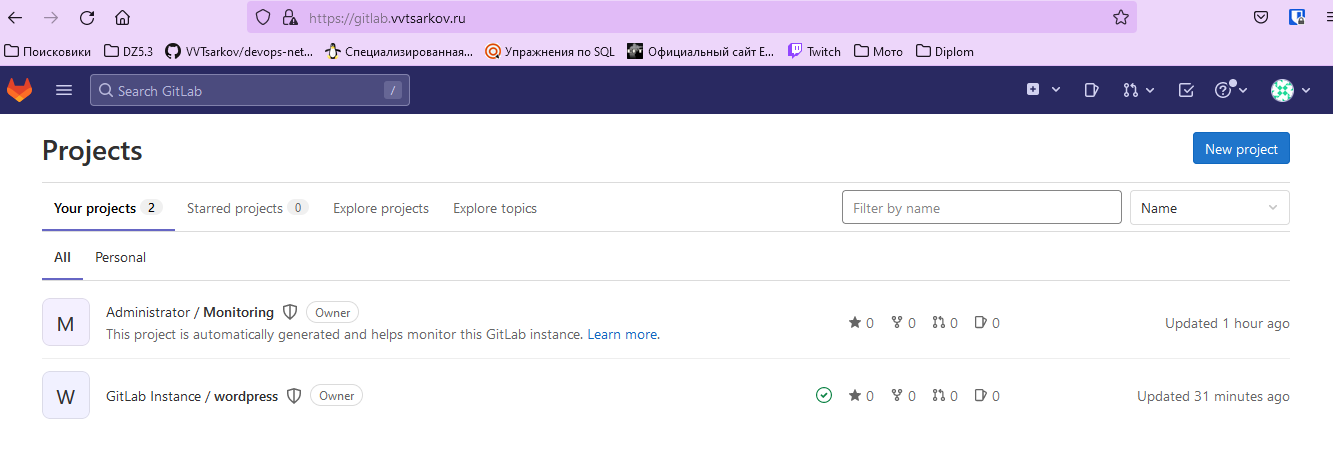 https://gitlab.vvtsarkov.ru
Поисковики DZ5.3 VVTsarkov/devops-net... Специализированная... Упражнения по SQL Официальный сайт E... Twitch Мото Diplom
Search GitLab /
Projects New project
Your projects 2 Starred projects 0 Explore projects Explore topics Filter by name Name
All Personal
M Administrator / Monitoring Owner
This project is automatically generated and helps monitor this GitLab instance. Learn more. 0 0 0 0 Updated 1 hour ago
W GitLab Instance / wordpress Owner 0 0 0 0 Updated 31 minutes ago